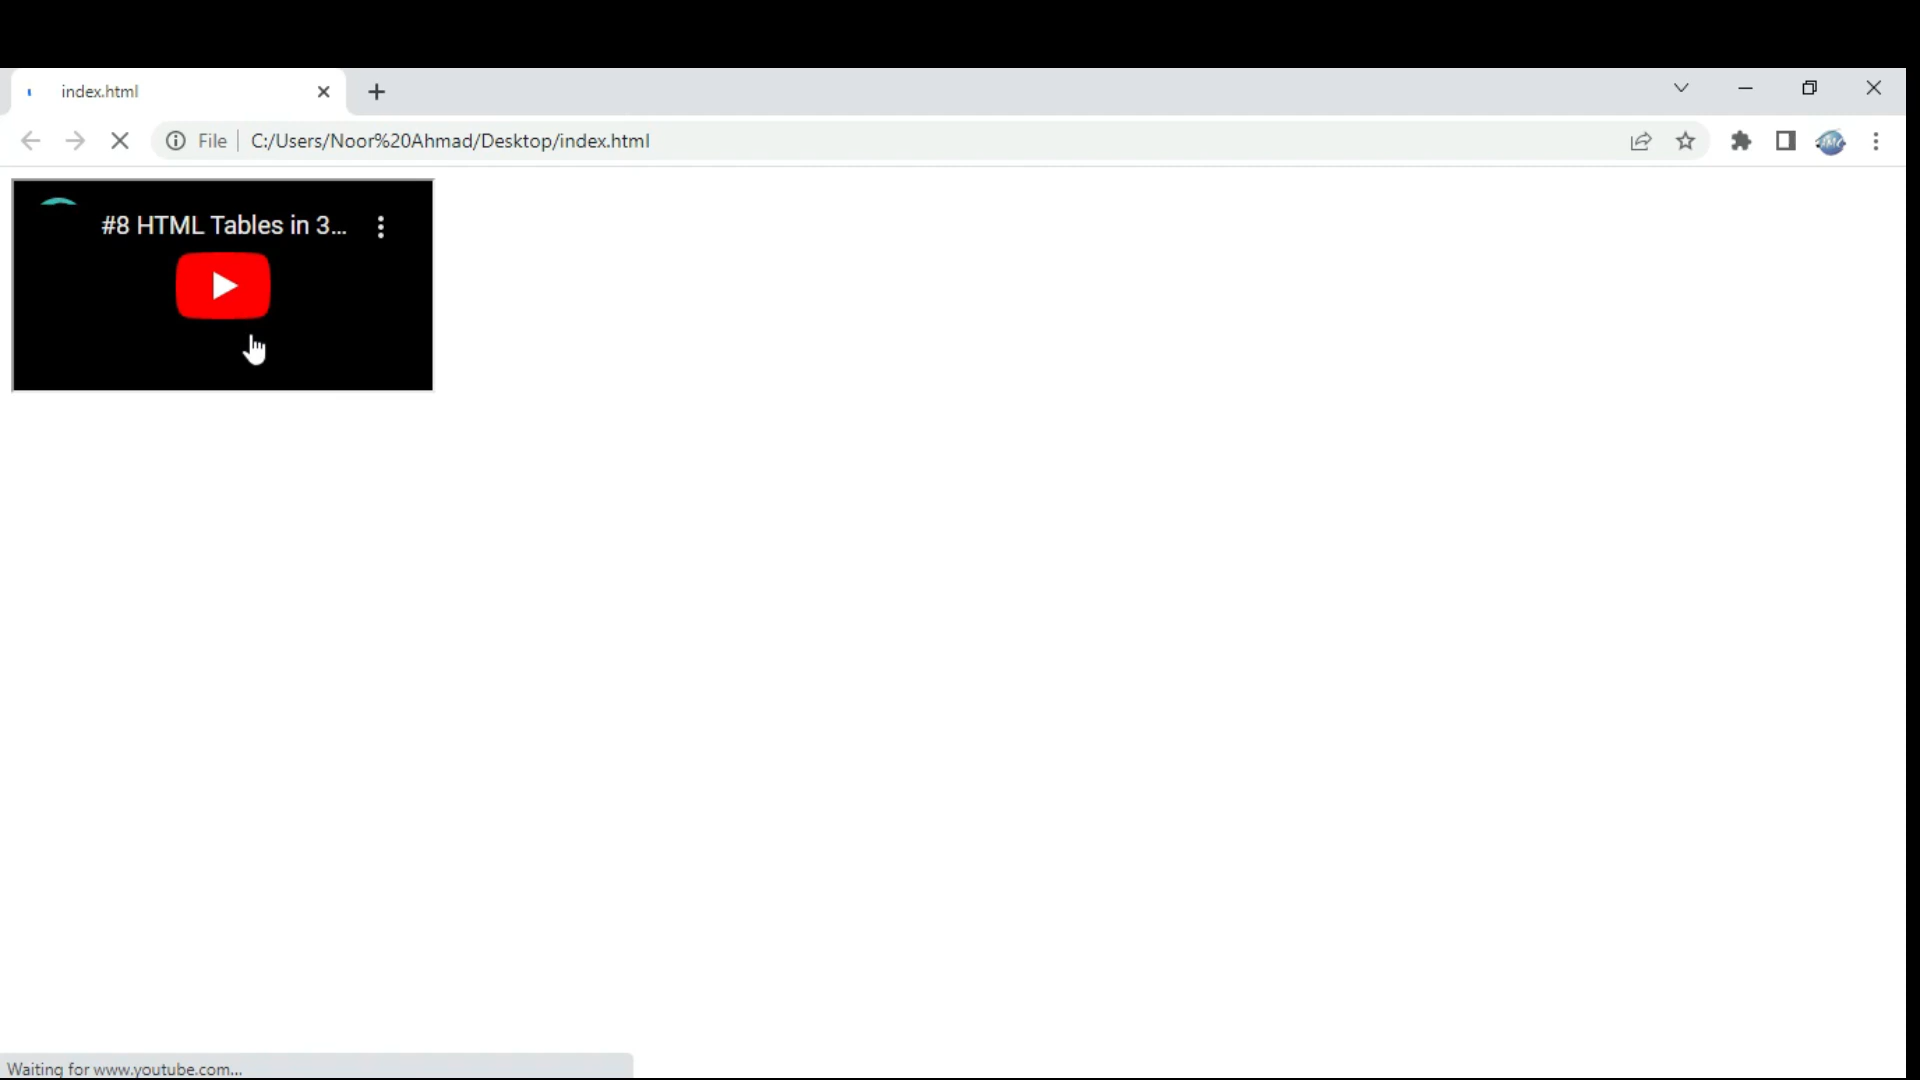 index.html
File C:/Users/Noor%20Ahmad/Desktop/index.html
#8 HTML Tables in 3...
Waiting for www.youtube.com...